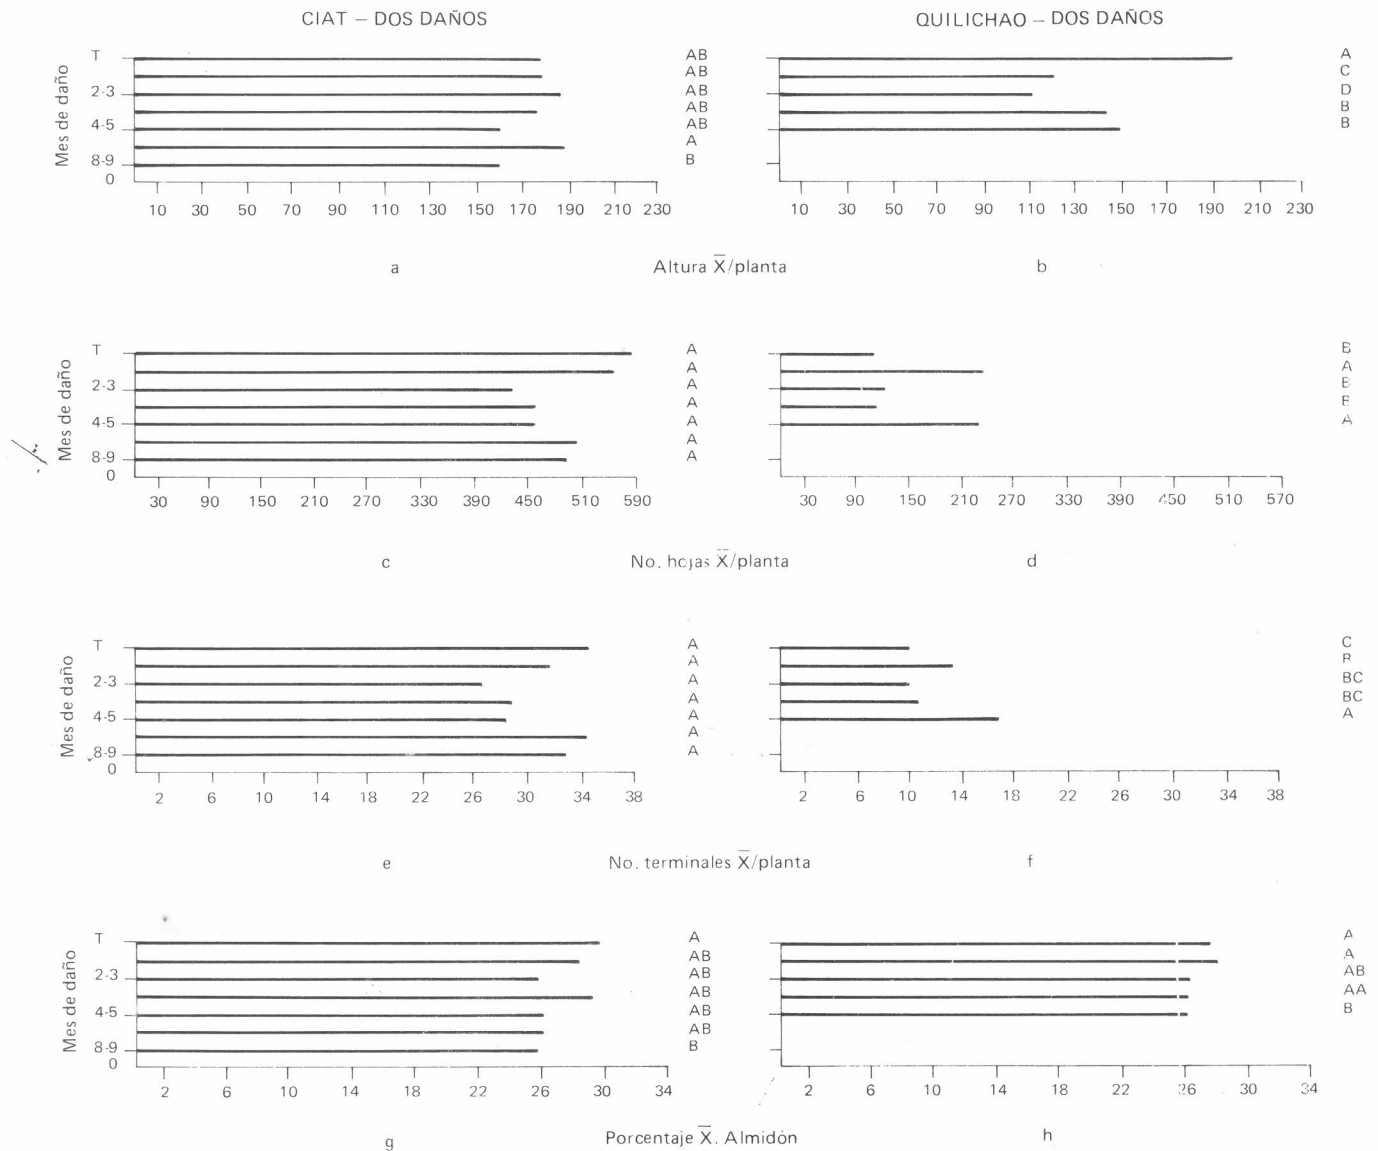 CIAT – DOS DAÑOS
QUILICHAO – DOS DAÑOS
Mes de daño
T
2-3
4-5
8-9
0
AB
AB
AB
AB
AB
A
B
10 30 50 70 90 110 130 150 170 190 210 230
A
C
D
B
B
10 30 50 70 90 110 130 150 170 190 210 230
a
Altura X̅/planta
b
Mes de daño
T
2-3
4-5
8-9
0
A
A
A
A
A
A
A
30 90 150 210 270 330 390 450 510 590
B
A
B
B
A
30 90 150 210 270 330 390 450 510 570
c
No. hojas X̅/planta
d
Mes de daño
T
2-3
4-5
8-9
0
A
A
A
A
A
A
A
2 6 10 14 18 22 26 30 34 38
C
B
BC
BC
A
2 6 10 14 18 22 26 30 34 38
e
No. terminales X̅/planta
f
Mes de daño
T
2-3
4-5
8-9
0
A
AB
AB
AB
AB
AB
B
2 6 10 14 18 22 26 30 34
A
A
AB
AA
B
2 6 10 14 18 22 26 30 34
g
Porcentaje X̅. Almidón
h